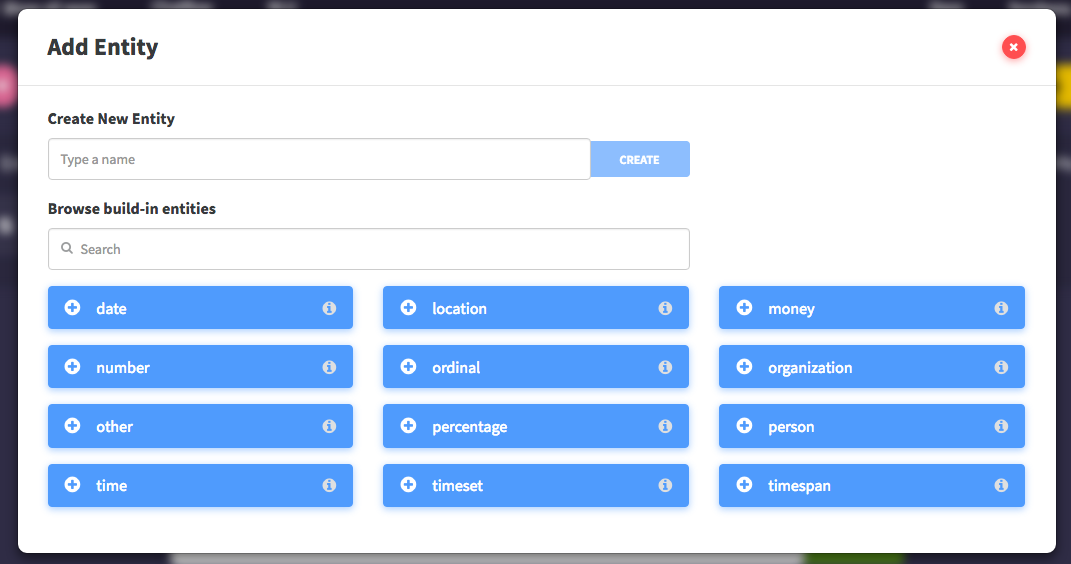 Add Entity
Create New Entity
Type a name
CREATE
Browse build-in entities
Search
date
location
money
number
ordinal
organization
other
percentage
person
time
timeset
timespan